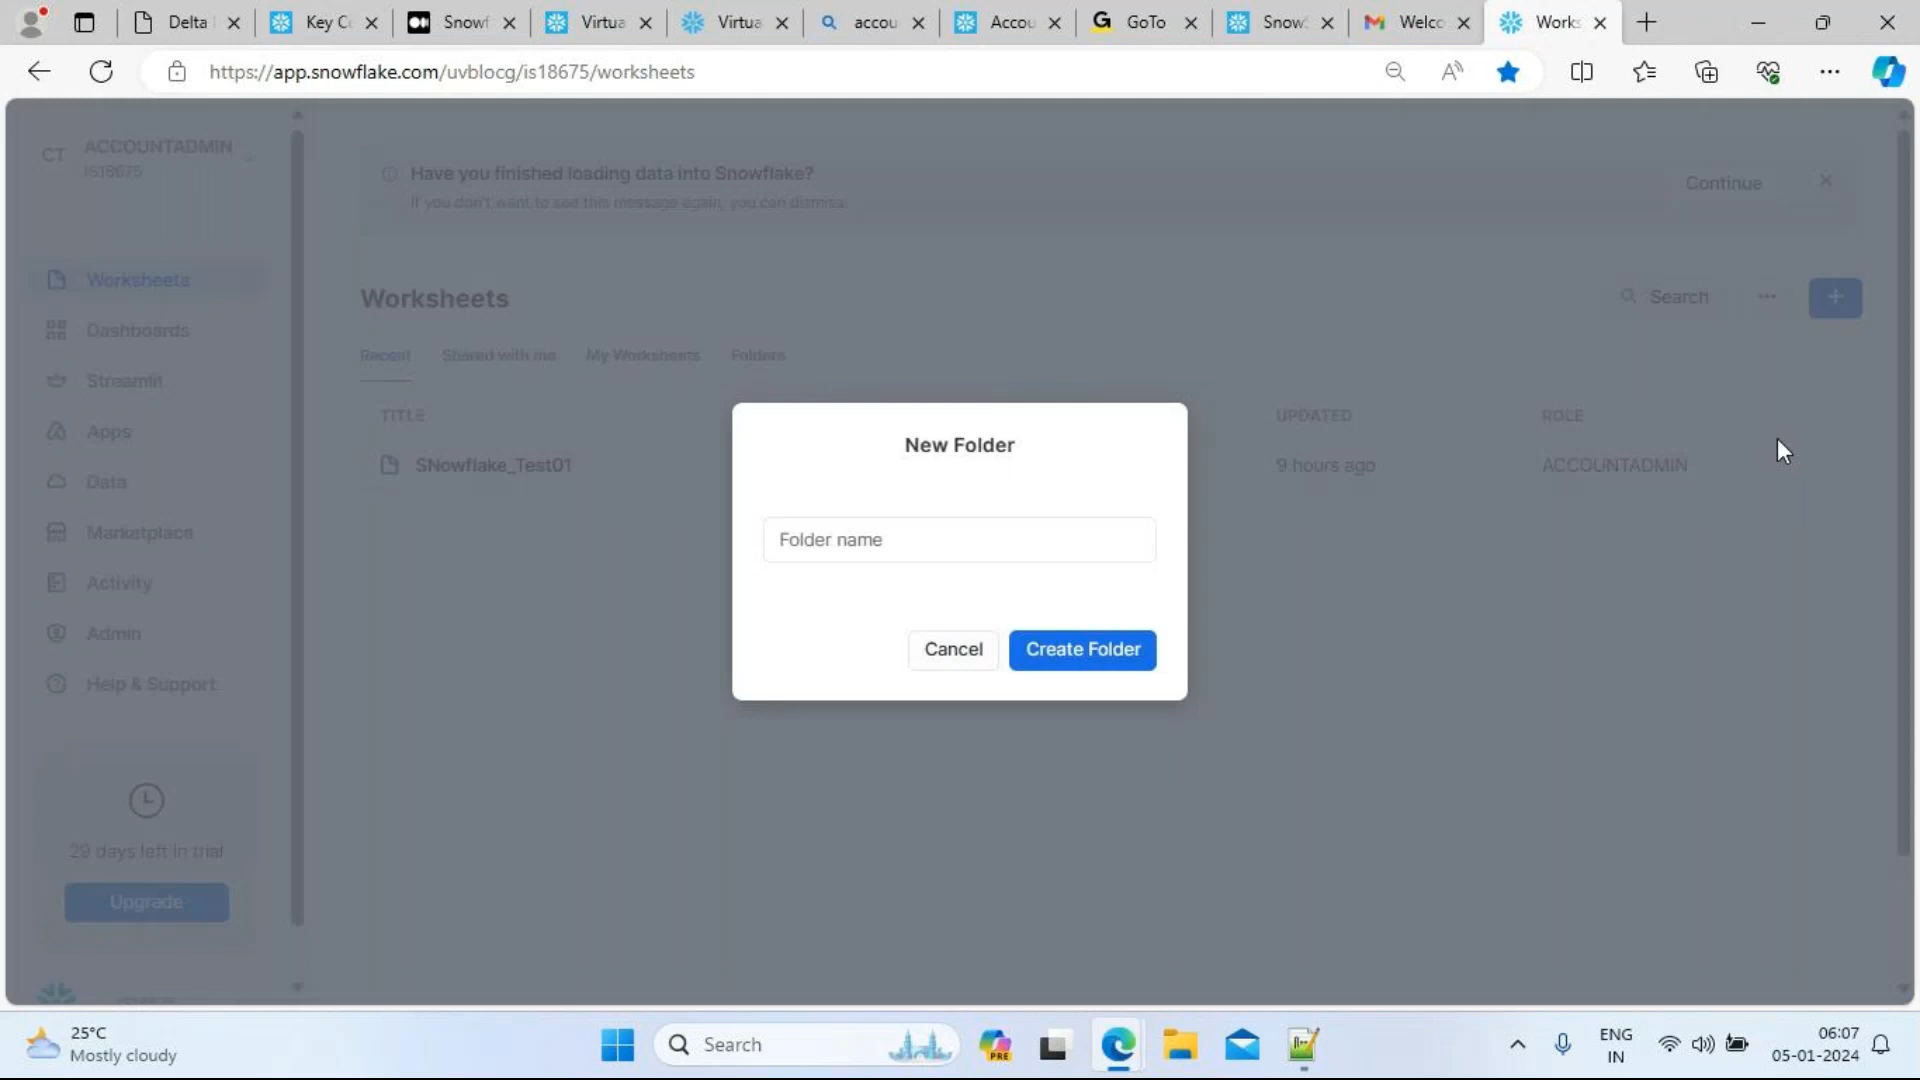 Delta
Key C
Snowf
Virtua
Virtua
accou
Accou
GoTo
Snow
Welco
Works
https://app.snowflake.com/uvblocg/is18675/worksheets
CT
ACCOUNTADMIN
IS18675
Have you finished loading data into Snowflake?
If you don't want to see this message again, you can dismiss.
Continue
Worksheets
Dashboards
Streamlit
Apps
Data
Marketplace
Activity
Admin
Help & Support
29 days left in trial
Upgrade
Worksheets
Search
Recent
Shared with me
My Worksheets
Folders
TITLE
UPDATED
ROLE
SNowflake_Test01
9 hours ago
ACCOUNTADMIN
New Folder
Folder name
Cancel
Create Folder
25°C
Mostly cloudy
Search
PRE
ENG
IN
06:07
05-01-2024